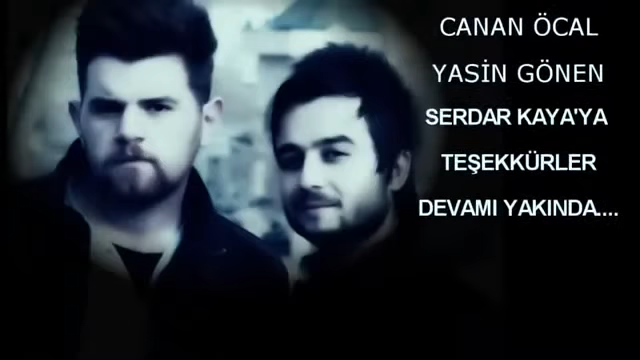 CANAN ÖCAL
YASİN GÖNEN
SERDAR KAYA'YA
TEŞEKKÜRLER
DEVAMI YAKINDA....